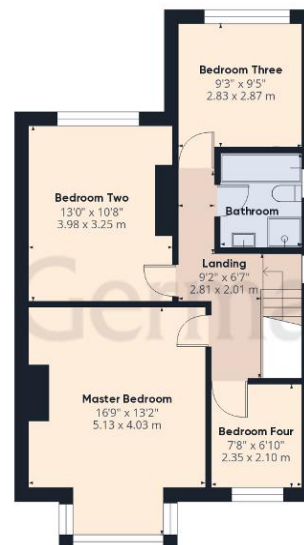 Bedroom Three
9'3" x 9'5"
2.83 x 2.87 m
Bedroom Two
13'0" x 10'8"
3.98 x 3.25 m
Bathroom
Landing
9'2" x 6'7"
2.81 x 2.01 m
Master Bedroom
16'9" x 13'2"
5.13 x 4.03 m
Bedroom Four
7'8" x 6'10"
2.35 x 2.10 m